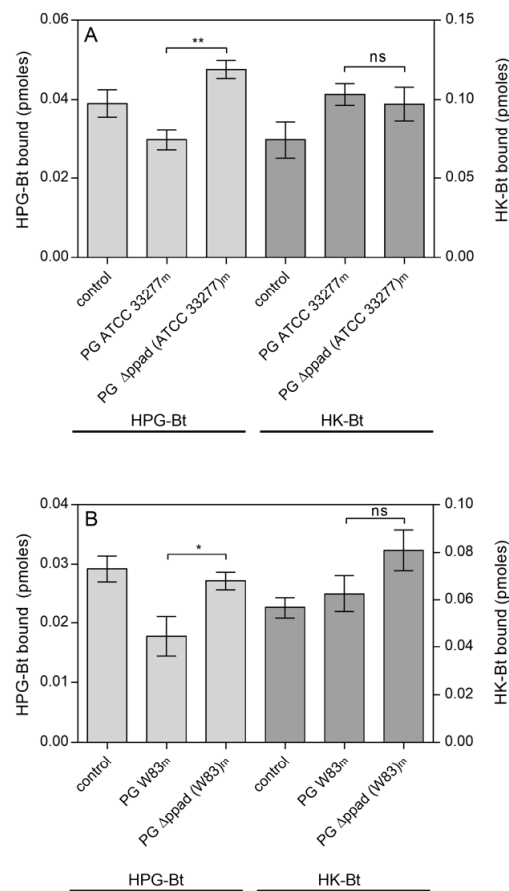 A
HPG-Bt bound (pmoles)
0.06
0.04
0.02
0.00
**
ns
0.15
0.10
0.05
0.00
HK-Bt bound (pmoles)
control
PG ATCC 33277m
PG Δppad (ATCC 33277)m
control
PG ATCC 33277m
PG Δppad (ATCC 33277)m
HPG-Bt
HK-Bt
B
HPG-Bt bound (pmoles)
0.04
0.03
0.02
0.01
0.00
*
ns
0.10
0.08
0.06
0.04
0.02
0.00
HK-Bt bound (pmoles)
control
PG W83m
PG Δppad (W83)m
control
PG W83m
PG Δppad (W83)m
HPG-Bt
HK-Bt